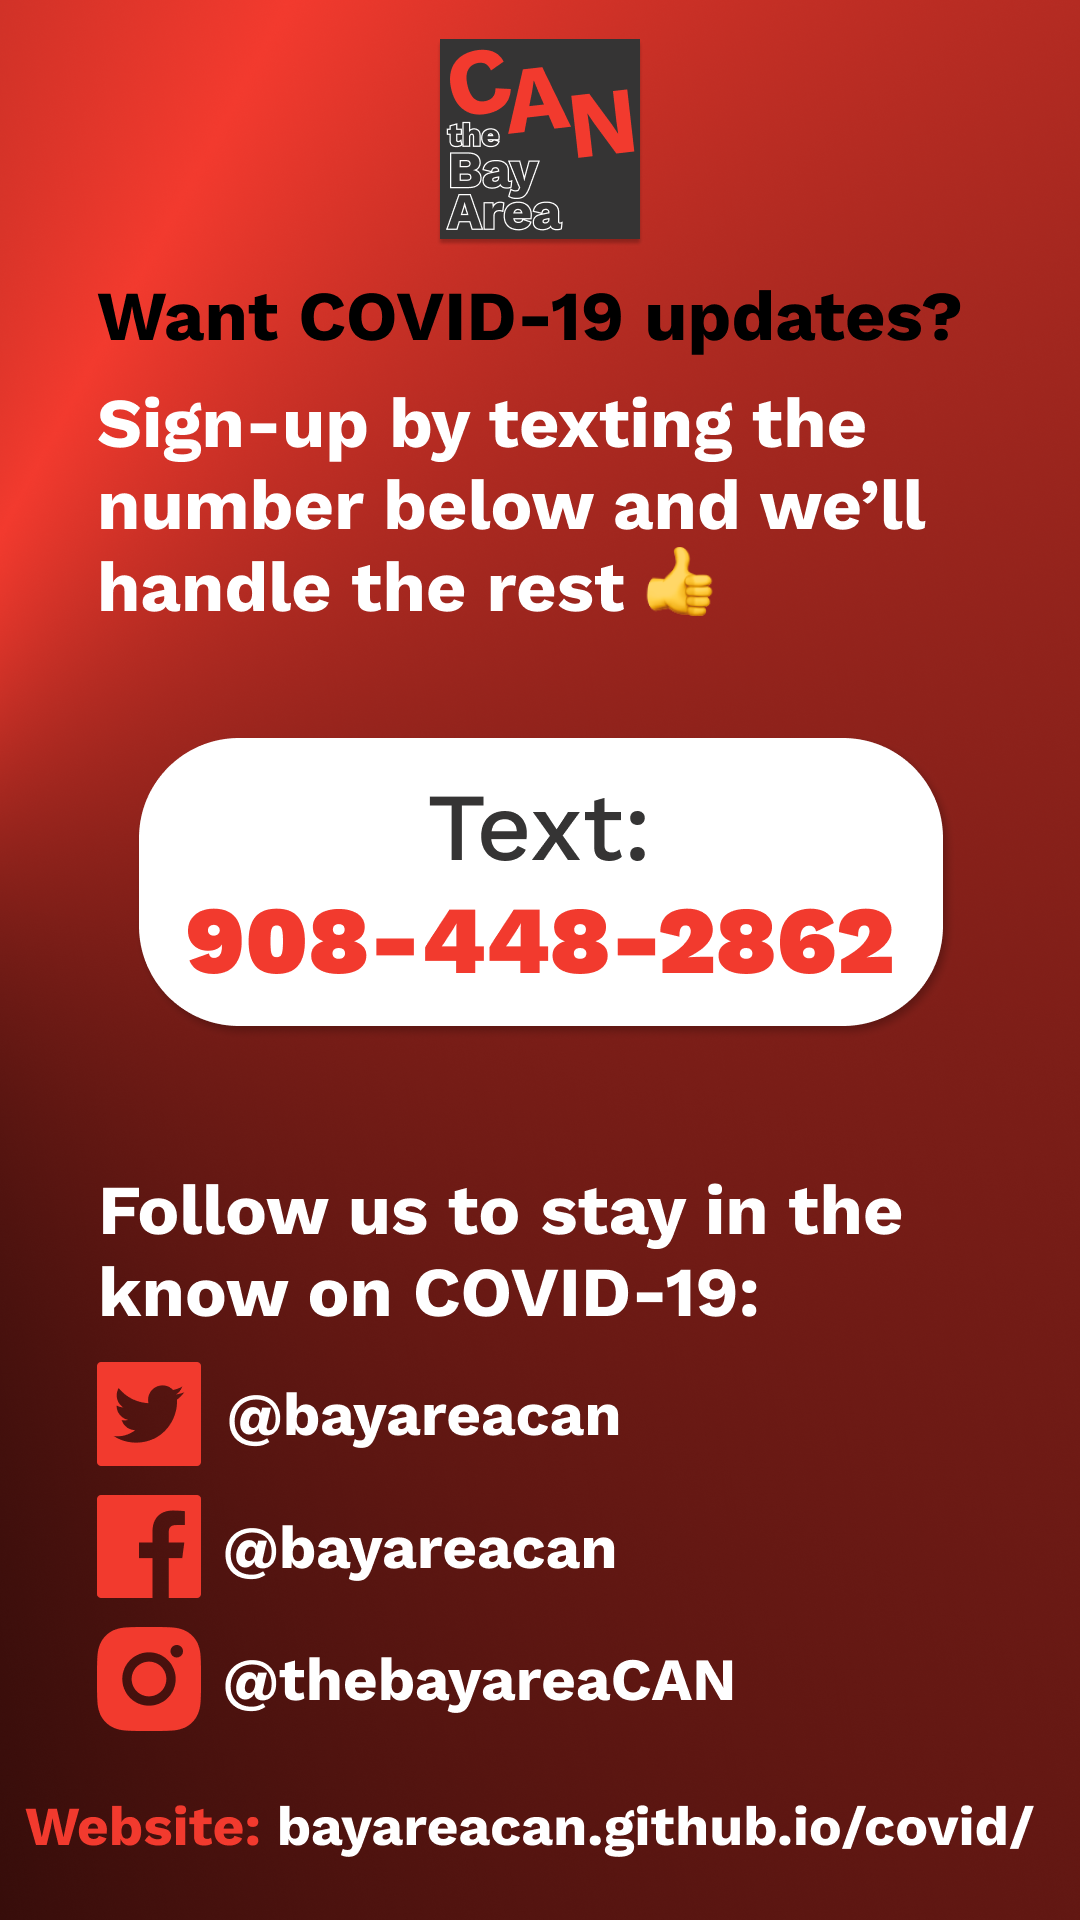 CAN
the
Bay
Area
Want COVID-19 updates?
Sign-up by texting the
number below and we’ll
handle the rest 👍
Text:
908-448-2862
Follow us to stay in the
know on COVID-19:
@bayareacan
@bayareacan
@thebayareaCAN
Website: bayareacan.github.io/covid/